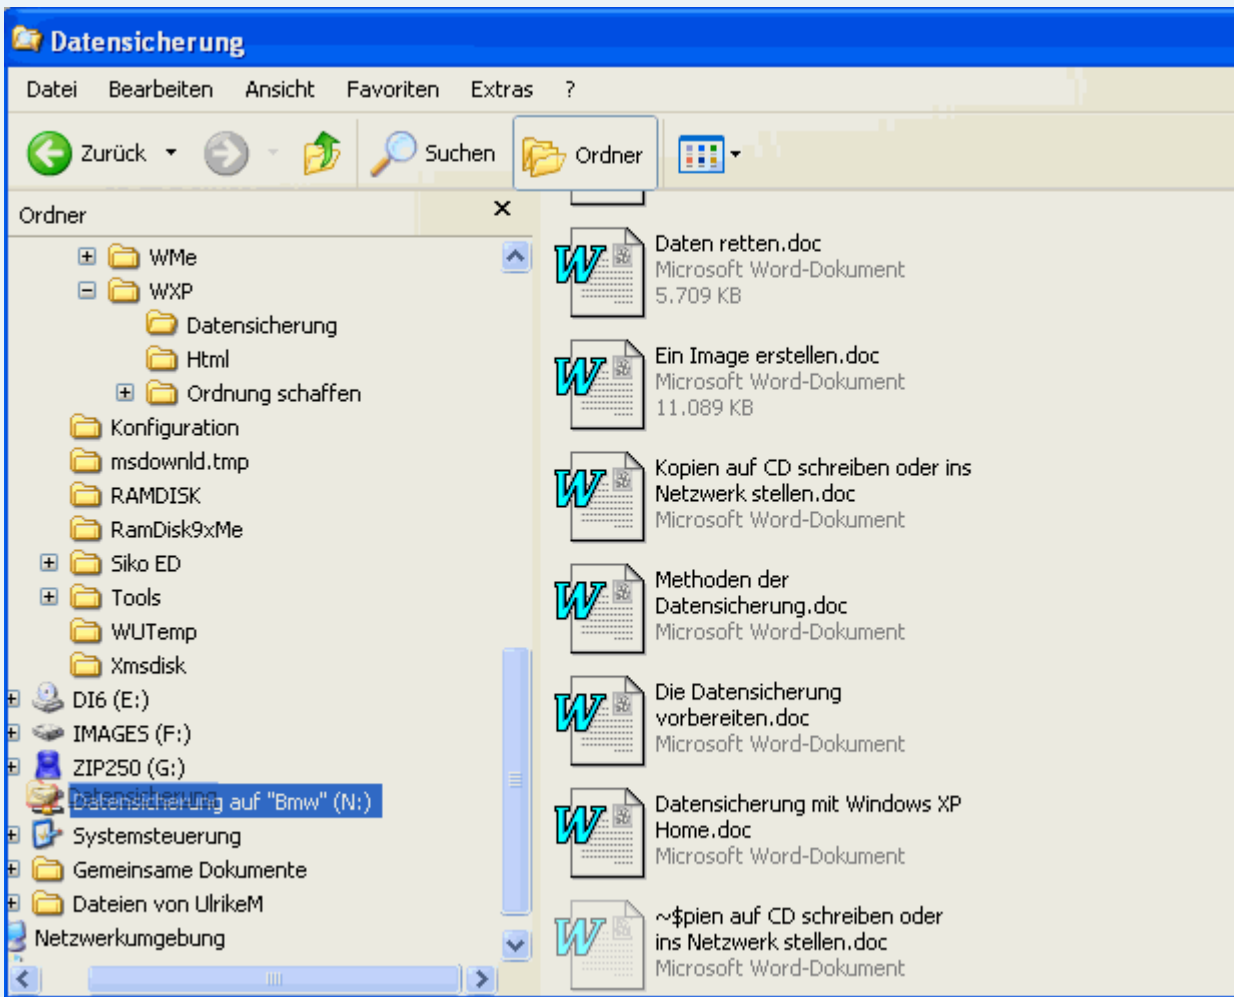 Datensicherung
Datei Bearbeiten Ansicht Favoriten Extras ?
Zurück Suchen Ordner
Ordner
WMe
WXP
Datensicherung
Html
Ordnung schaffen
Konfiguration
msdownld.tmp
RAMDISK
RamDisk9xMe
Siko ED
Tools
WUTemp
Xmsdisk
DI6 (E:)
IMAGES (F:)
ZIP250 (G:)
Datensicherung
Datensicherung auf "Bmw" (N:)
Systemsteuerung
Gemeinsame Dokumente
Dateien von UlrikeM
Netzwerkumgebung
Daten retten.doc
Microsoft Word-Dokument
5.709 KB
Ein Image erstellen.doc
Microsoft Word-Dokument
11.089 KB
Kopien auf CD schreiben oder ins
Netzwerk stellen.doc
Microsoft Word-Dokument
Methoden der
Datensicherung.doc
Microsoft Word-Dokument
Die Datensicherung
vorbereiten.doc
Microsoft Word-Dokument
Datensicherung mit Windows XP
Home.doc
Microsoft Word-Dokument
~$pien auf CD schreiben oder
ins Netzwerk stellen.doc
Microsoft Word-Dokument